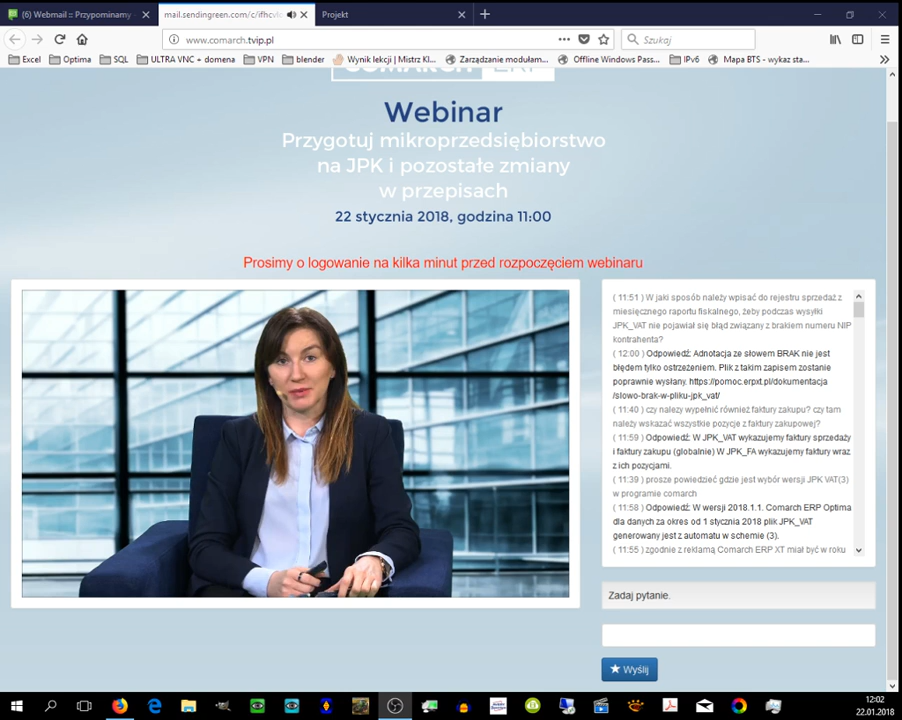 (6) Webmail :: Przypominamy
mail.sendingreen.com/c/ifhcvl
Projekt
www.comarch.tvip.pl
Szukaj
Excel
Optima
SQL
ULTRA VNC + domena
VPN
blender
Wynik lekcji | Mistrz Kl...
Zarządzanie modułam...
Offline Windows Pass...
IPv6
Mapa BTS - wykaz sta...
COMARCH ERP
Webinar
Przygotuj mikroprzedsiębiorstwo
na JPK i pozostałe zmiany
w przepisach
22 stycznia 2018, godzina 11:00
Prosimy o logowanie na kilka minut przed rozpoczęciem webinaru
( 11:51 ) W jaki sposób należy wpisać do rejestru sprzedaż z
miesięcznego raportu fiskalnego, żeby podczas wysyłki
JPK_VAT nie pojawiał się błąd związany z brakiem numeru NIP
kontrahenta?
( 12:00 ) Odpowiedź: Adnotacja ze słowem BRAK nie jest
błędem tylko ostrzeżeniem. Plik z takim zapisem zostanie
poprawnie wysłany. https://pomoc.erpxt.pl/dokumentacja
/slowo-brak-w-pliku-jpk_vat/
( 11:40 ) czy nalezy wypełnić również faktury zakupu? czy tam
należy wskazać wszystkie pozycje z faktury zakupowej?
( 11:59 ) Odpowiedź: W JPK_VAT wykazujemy faktury sprzedaży
i faktury zakupu (globalnie) W JPK_FA wykazujemy faktury wraz
z ich pozycjami.
( 11:39 ) prosze powiedzieć gdzie jest wybór wersji JPK VAT(3)
w programie comarch
( 11:58 ) Odpowiedź: W wersji 2018.1.1. Comarch ERP Optima
dla danych za okres od 1 stycznia 2018 plik JPK_VAT
generowany jest z automatu w schemie (3).
( 11:55 ) zgodnie z reklamą Comarch ERP XT miał być w roku
Zadaj pytanie.
Wyślij
12:02
22.01.2018